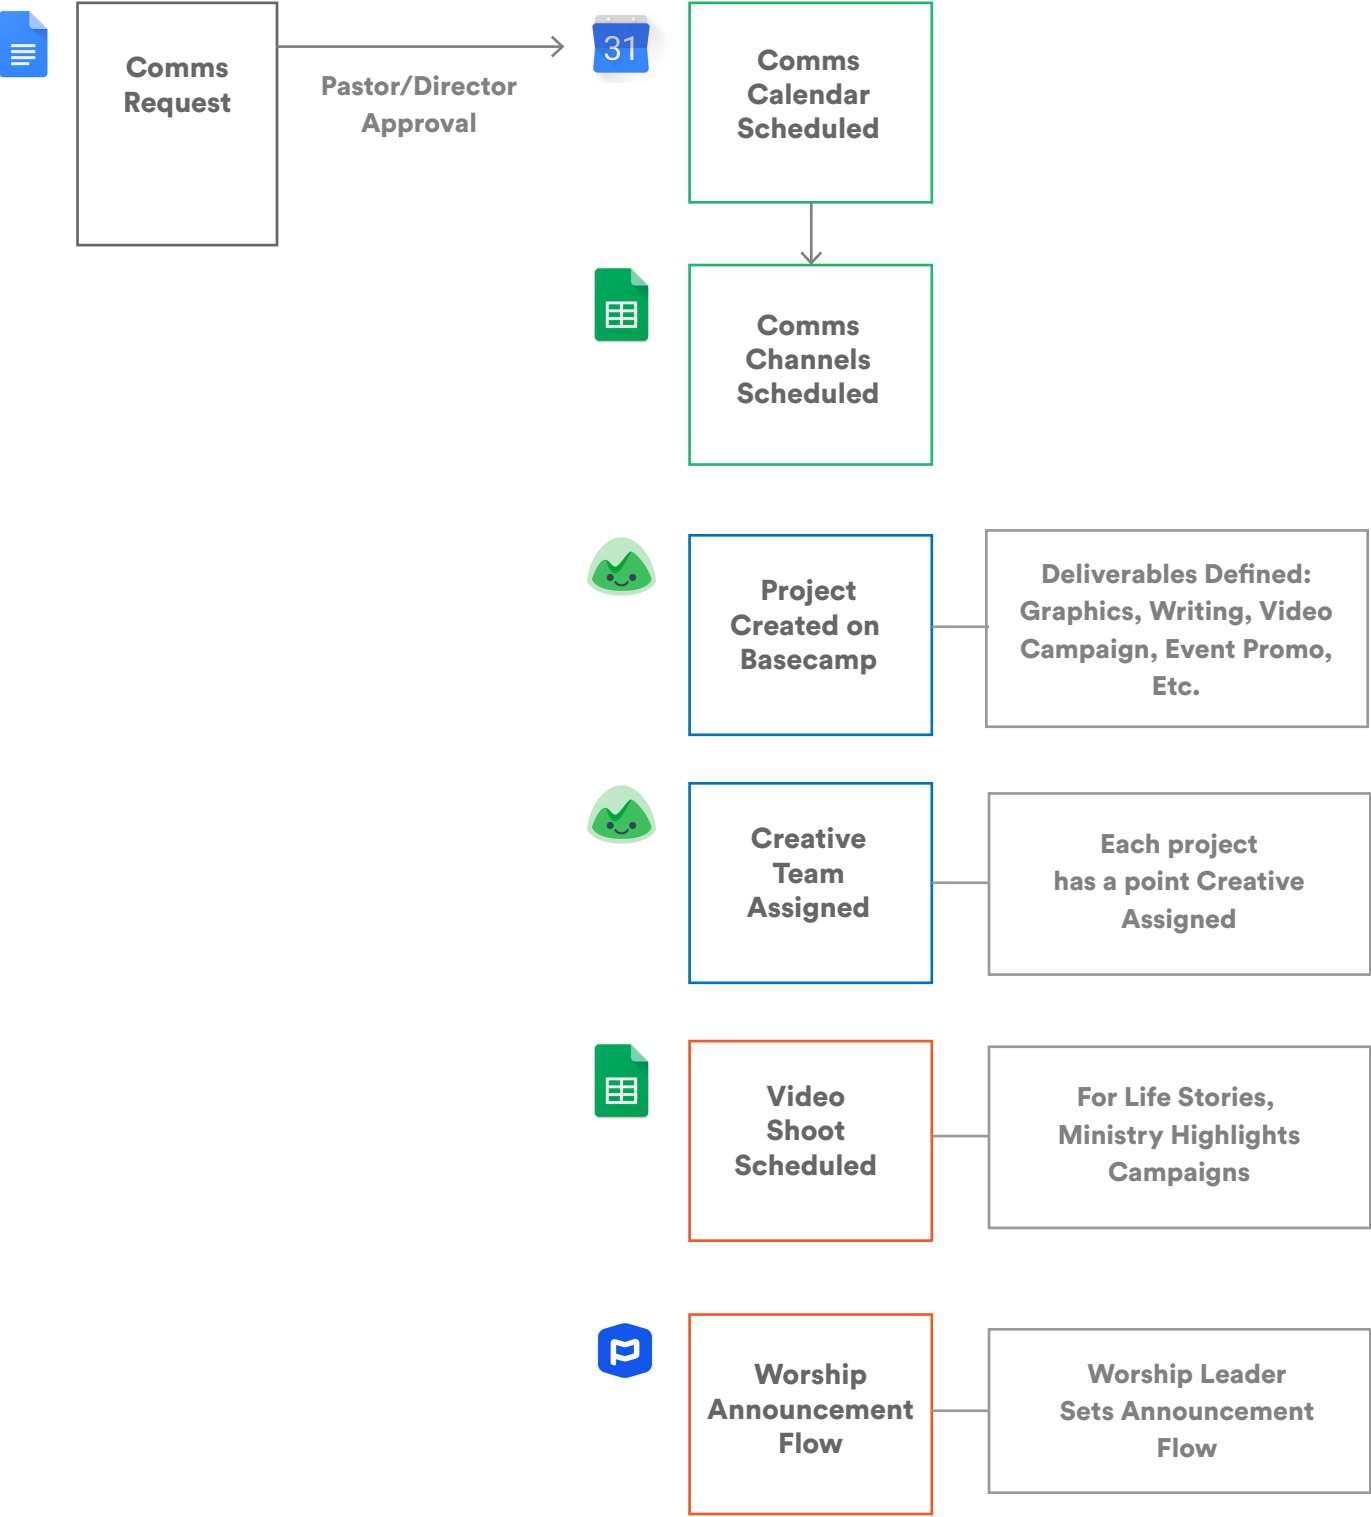 Comms
Request
Pastor/Director
Approval
31
Comms
Calendar
Scheduled
Comms
Channels
Scheduled
Project
Created on
Basecamp
Deliverables Defined:
Graphics, Writing, Video
Campaign, Event Promo,
Etc.
Creative
Team
Assigned
Each project
has a point Creative
Assigned
Video
Shoot
Scheduled
For Life Stories,
Ministry Highlights
Campaigns
Worship
Announcement
Flow
Worship Leader
Sets Announcement
Flow